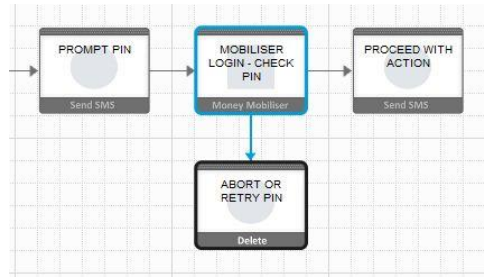 PROMPT PIN
Send SMS
MOBILISER
LOGIN - CHECK
PIN
Money Mobiliser
PROCEED WITH
ACTION
Send SMS
ABORT OR
RETRY PIN
Delete